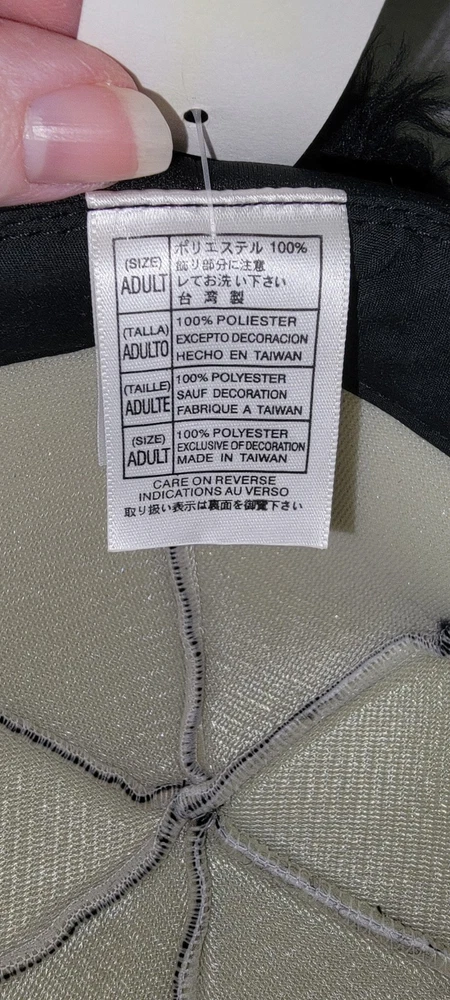 (SIZE)
ADULT
ポリエステル 100%
飾り部分に注意
レてお洗い下さい
台 湾 製
(TALLA)
ADULTO
100% POLIESTER
EXCEPTO DECORACION
HECHO EN TAIWAN
(TAILLE)
ADULTE
100% POLYESTER
SAUF DECORATION
FABRIQUE A TAIWAN
(SIZE)
ADULT
100% POLYESTER
EXCLUSIVE OF DECORATION
MADE IN TAIWAN
CARE ON REVERSE
INDICATIONS AU VERSO
取り扱い表示は裏面を御覧下さい